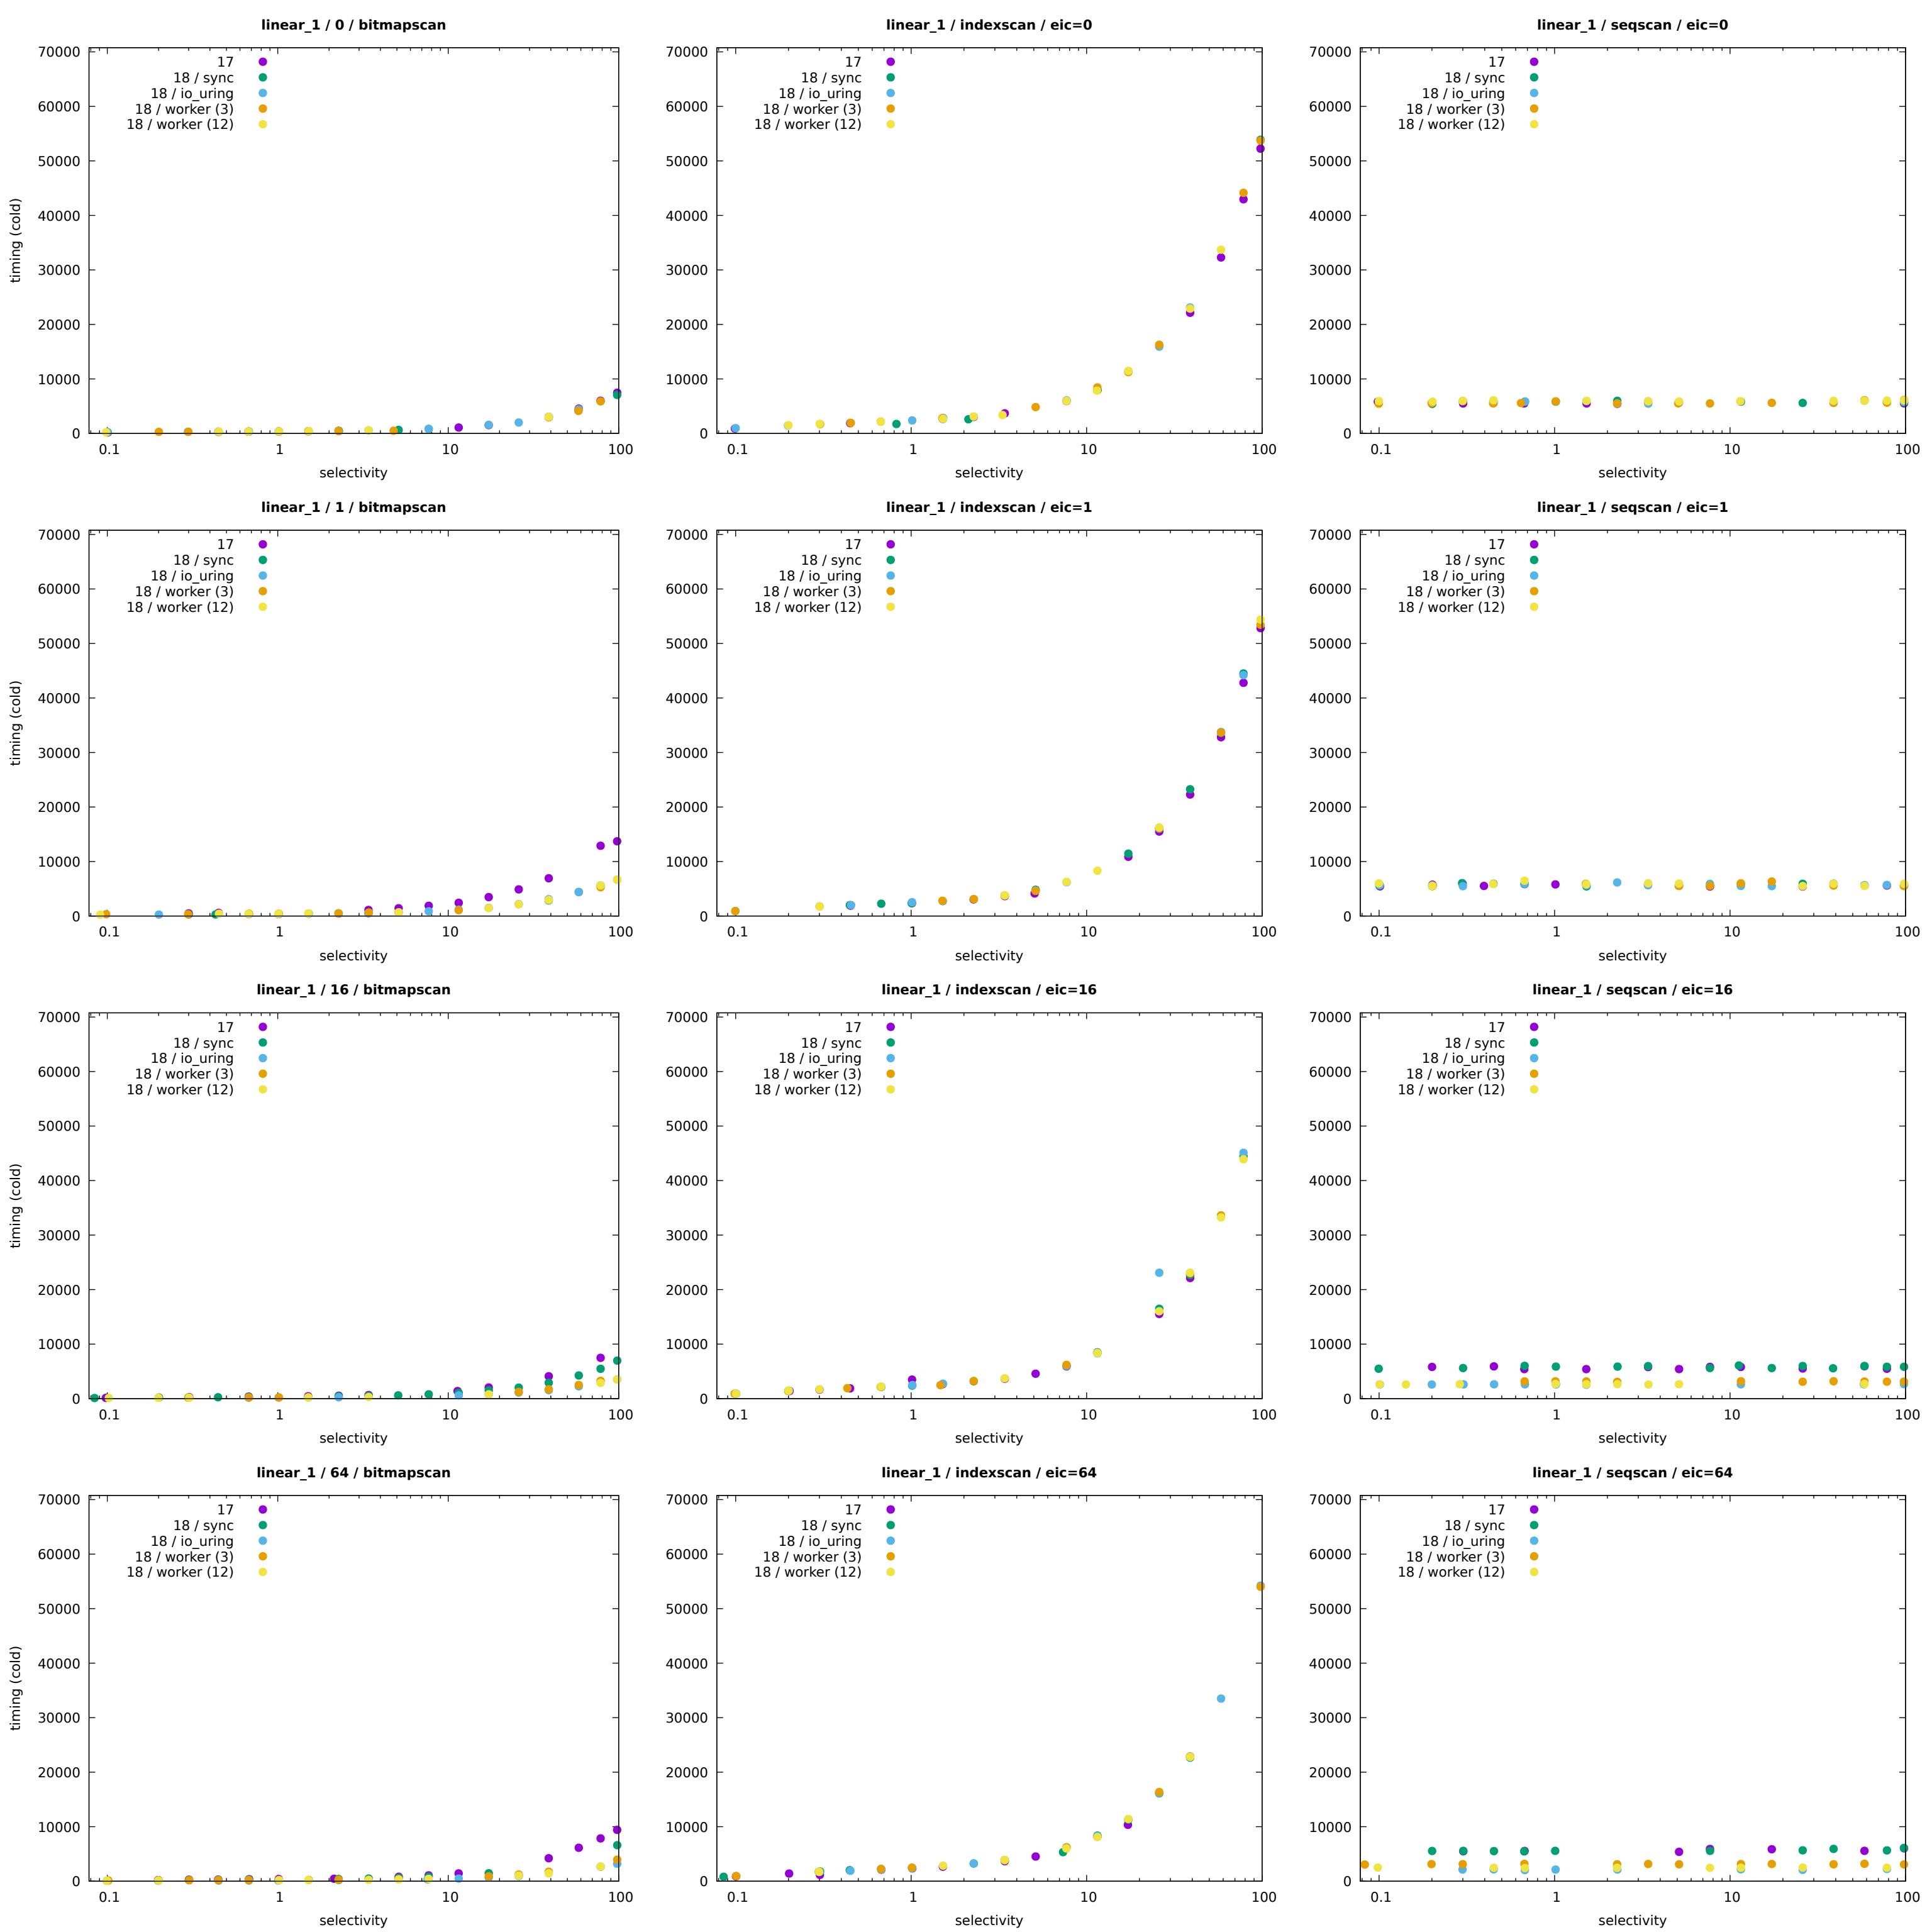 linear_1 / 0 / bitmapscan
timing (cold)
70000
60000
50000
40000
30000
20000
10000
0
17
18 / sync
18 / io_uring
18 / worker (3)
18 / worker (12)
0.1 1 10 100
selectivity
linear_1 / indexscan / eic=0
70000
60000
50000
40000
30000
20000
10000
0
17
18 / sync
18 / io_uring
18 / worker (3)
18 / worker (12)
0.1 1 10 100
selectivity
linear_1 / seqscan / eic=0
70000
60000
50000
40000
30000
20000
10000
0
17
18 / sync
18 / io_uring
18 / worker (3)
18 / worker (12)
0.1 1 10 100
selectivity
linear_1 / 1 / bitmapscan
timing (cold)
70000
60000
50000
40000
30000
20000
10000
0
17
18 / sync
18 / io_uring
18 / worker (3)
18 / worker (12)
0.1 1 10 100
selectivity
linear_1 / indexscan / eic=1
70000
60000
50000
40000
30000
20000
10000
0
17
18 / sync
18 / io_uring
18 / worker (3)
18 / worker (12)
0.1 1 10 100
selectivity
linear_1 / seqscan / eic=1
70000
60000
50000
40000
30000
20000
10000
0
17
18 / sync
18 / io_uring
18 / worker (3)
18 / worker (12)
0.1 1 10 100
selectivity
linear_1 / 16 / bitmapscan
timing (cold)
70000
60000
50000
40000
30000
20000
10000
0
17
18 / sync
18 / io_uring
18 / worker (3)
18 / worker (12)
0.1 1 10 100
selectivity
linear_1 / indexscan / eic=16
70000
60000
50000
40000
30000
20000
10000
0
17
18 / sync
18 / io_uring
18 / worker (3)
18 / worker (12)
0.1 1 10 100
selectivity
linear_1 / seqscan / eic=16
70000
60000
50000
40000
30000
20000
10000
0
17
18 / sync
18 / io_uring
18 / worker (3)
18 / worker (12)
0.1 1 10 100
selectivity
linear_1 / 64 / bitmapscan
timing (cold)
70000
60000
50000
40000
30000
20000
10000
0
17
18 / sync
18 / io_uring
18 / worker (3)
18 / worker (12)
0.1 1 10 100
selectivity
linear_1 / indexscan / eic=64
70000
60000
50000
40000
30000
20000
10000
0
17
18 / sync
18 / io_uring
18 / worker (3)
18 / worker (12)
0.1 1 10 100
selectivity
linear_1 / seqscan / eic=64
70000
60000
50000
40000
30000
20000
10000
0
17
18 / sync
18 / io_uring
18 / worker (3)
18 / worker (12)
0.1 1 10 100
selectivity